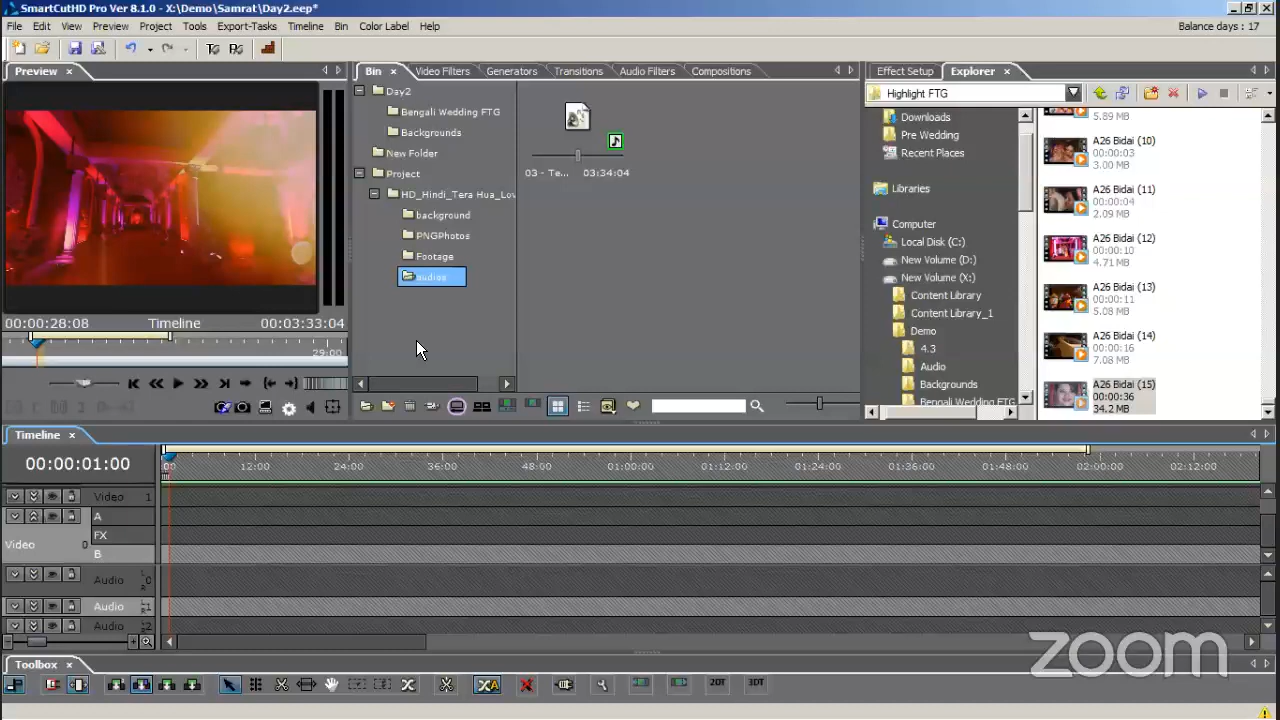 SmartCutHD Pro Ver 8.1.0 - X:\Demo\Samrat\Day2.eep*
File Edit View Preview Project Tools Export-Tasks Timeline Bin Color Label Help
Balance days : 17
Preview
Bin Video Filters Generators Transitions Audio Filters Compositions
Effect Setup Explorer
Highlight FTG
Day2
Bengali Wedding FTG
Backgrounds
New Folder
Project
HD_Hindi_Tera Hua_Lov
background
PNGPhotos
Footage
audios
03 - Te... 03:34:04
Downloads
Pre Wedding
Recent Places
Libraries
Computer
Local Disk (C:)
New Volume (D:)
New Volume (X:)
Content Library
Content Library_1
Demo
4.3
Audio
Backgrounds
Bengali Wedding FTG
5.89 MB
A26 Bidai (10)
00:00:03
3.00 MB
A26 Bidai (11)
00:00:04
2.09 MB
A26 Bidai (12)
00:00:10
4.71 MB
A26 Bidai (13)
00:00:11
5.08 MB
A26 Bidai (14)
00:00:16
7.08 MB
A26 Bidai (15)
00:00:36
34.2 MB
00:00:28:08 Timeline 00:03:33:04
29:00
Timeline
00:00:01:00
:00 12:00 24:00 36:00 48:00 01:00:00 01:12:00 01:24:00 01:36:00 01:48:00 02:00:00 02:12:00
Video 1
A
FX
Video 0
B
Audio L 0 R
Audio L1 R
Audio L2 R
Toolbox
XA 2DT 3DT
zoom